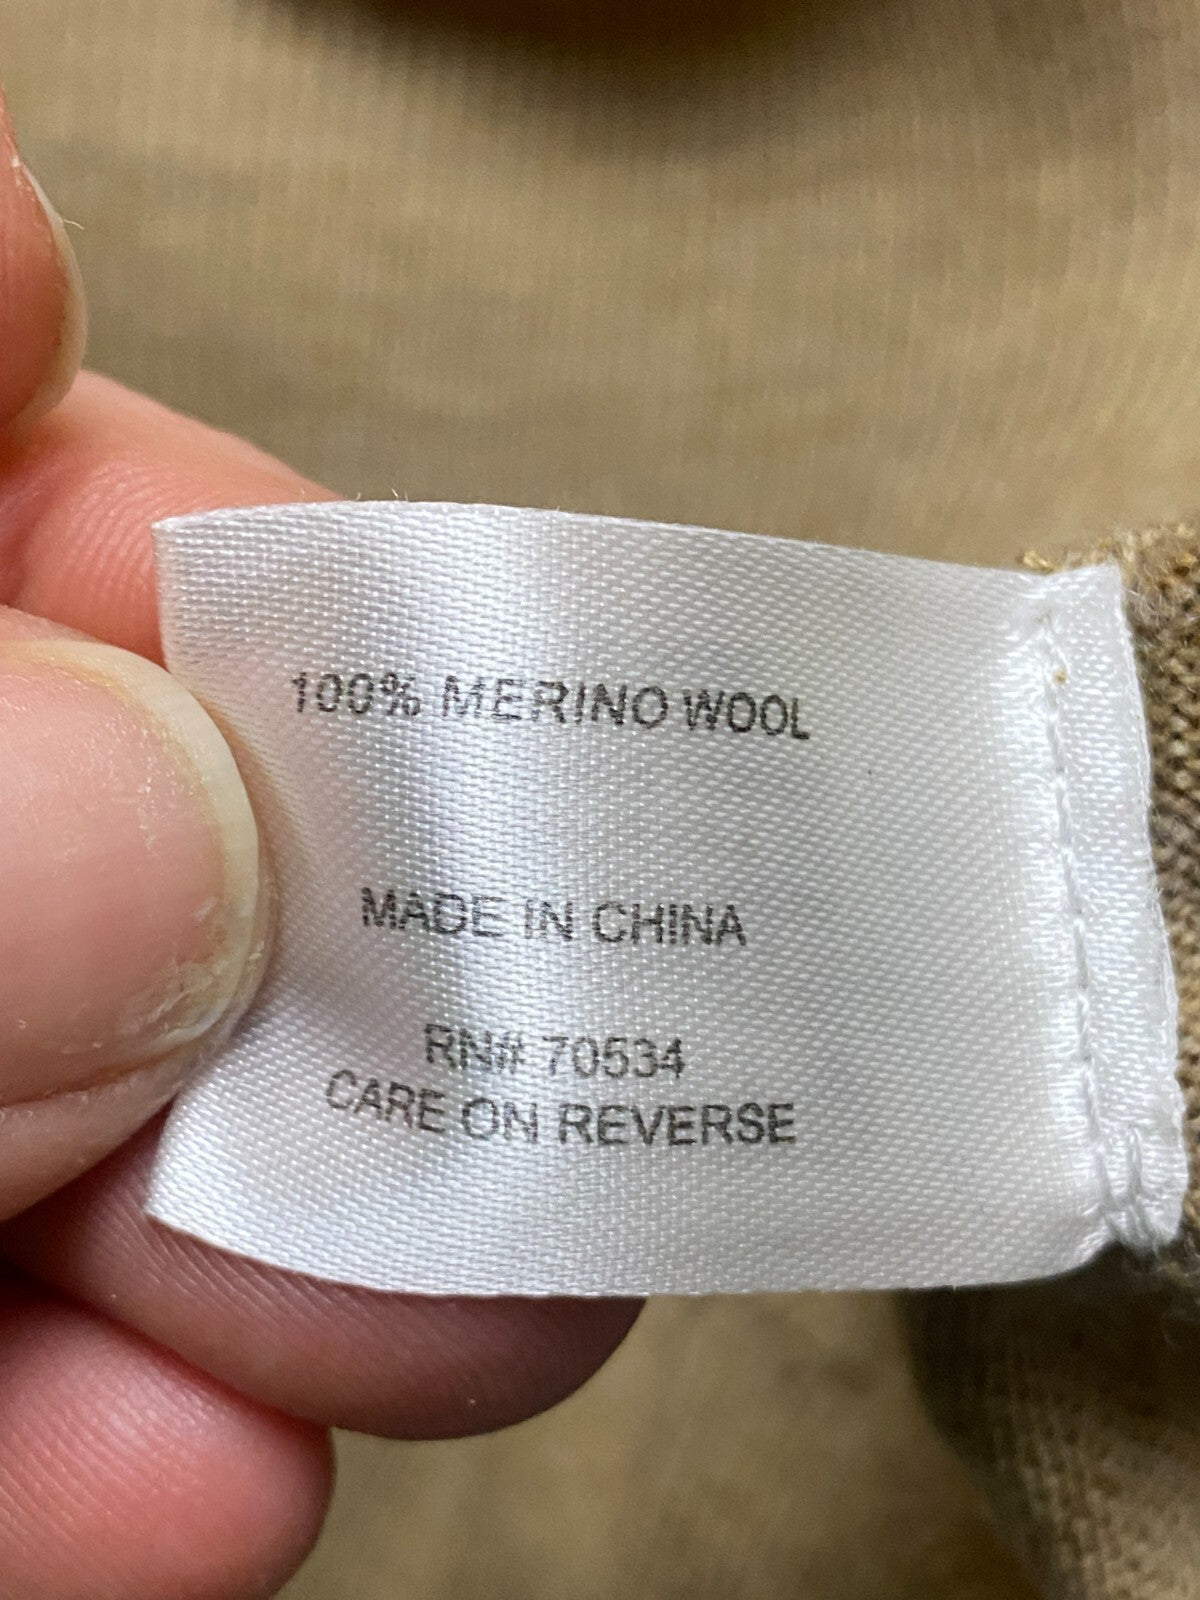 100% MERINO WOOL
MADE IN CHINA
RN# 70534
CARE ON REVERSE